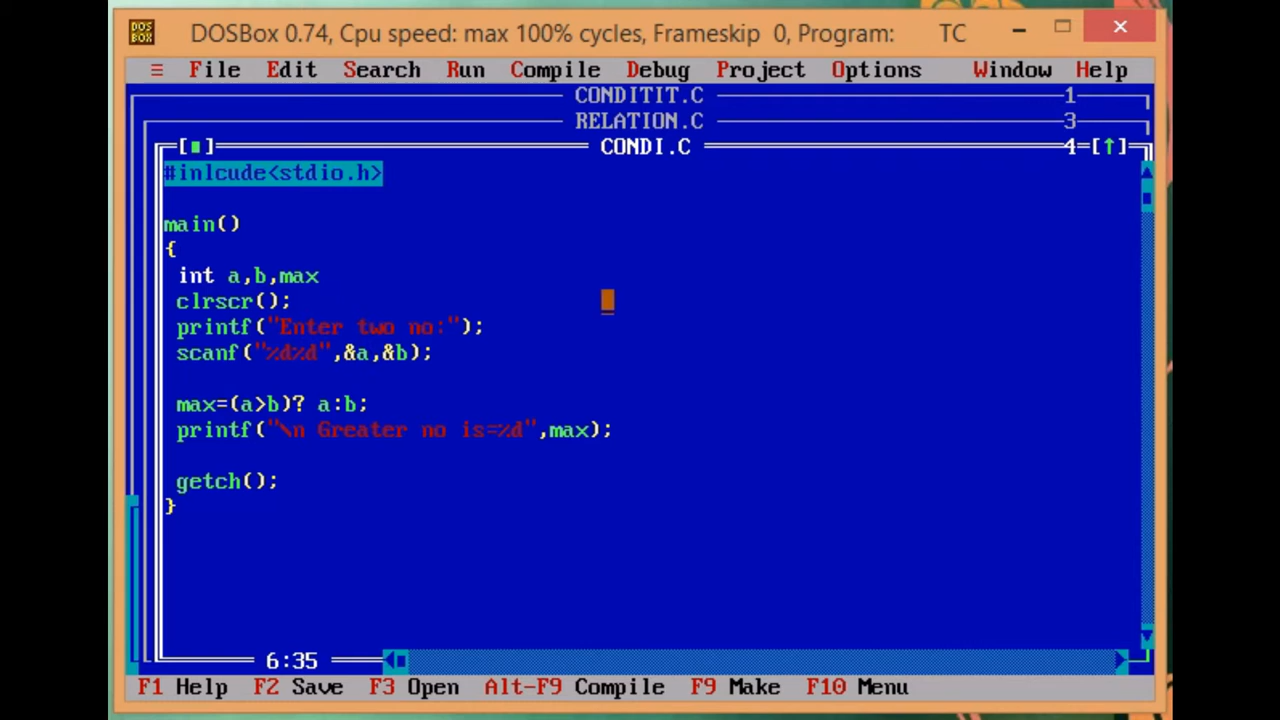 DOS BOX
DOSBox 0.74, Cpu speed: max 100% cycles, Frameskip 0, Program: TC
≡ File Edit Search Run Compile Debug Project Options Window Help
CONDITIT.C 1
RELATION.C 3
[■] CONDI.C 4=[↑]
#inlcude<stdio.h>
main()
{
int a,b,max
clrscr();
printf("Enter two no:");
scanf("%d%d",&a,&b);
max=(a>b)? a:b;
printf("\n Greater no is=%d",max);
getch();
}
6:35
F1 Help F2 Save F3 Open Alt-F9 Compile F9 Make F10 Menu